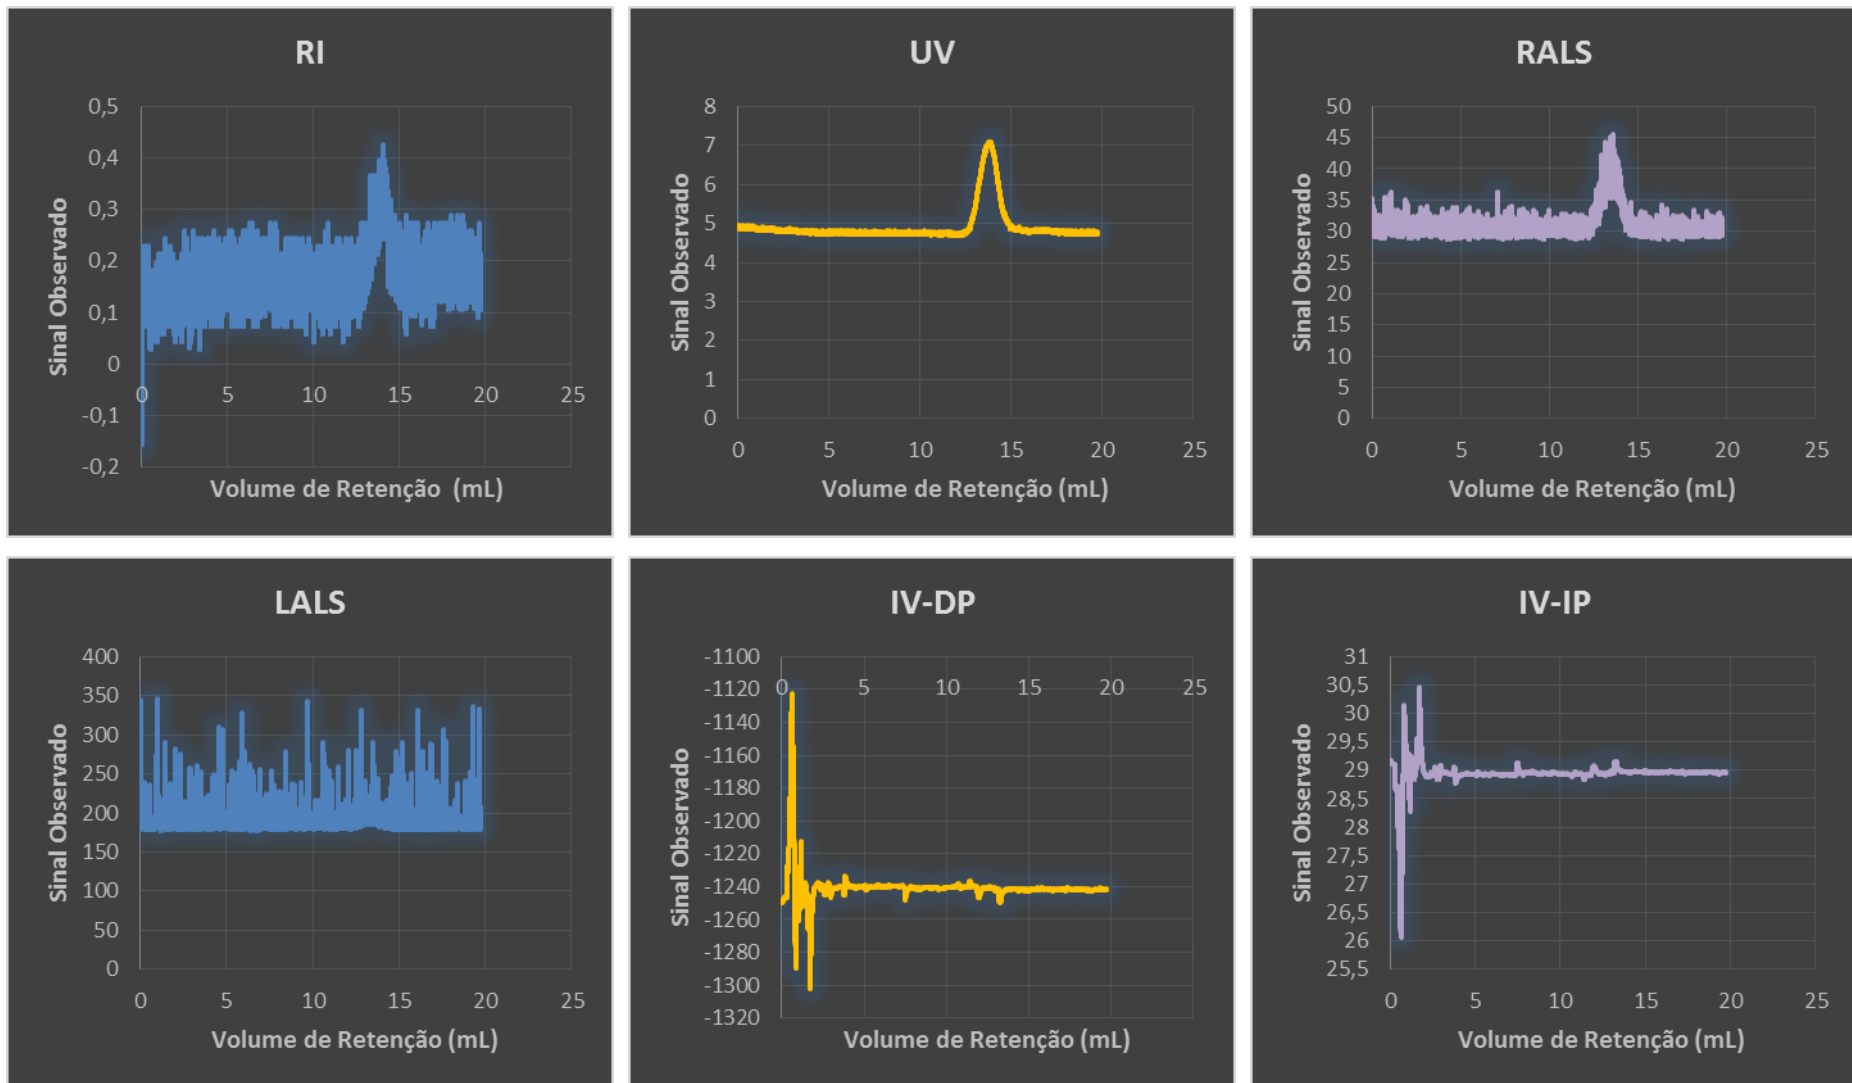 RI
0,5
0,4
0,3
0,2
0,1
0
-0,1
-0,2
0 5 10 15 20 25
Sinal Observado
Volume de Retenção (mL)
UV
8
7
6
5
4
3
2
1
0
0 5 10 15 20 25
Sinal Observado
Volume de Retenção (mL)
RALS
50
45
40
35
30
25
20
15
10
5
0
0 5 10 15 20 25
Sinal Observado
Volume de Retenção (mL)
LALS
400
350
300
250
200
150
100
50
0
0 5 10 15 20 25
Sinal Observado
Volume de Retenção (mL)
IV-DP
-1100
-1120
-1140
-1160
-1180
-1200
-1220
-1240
-1260
-1280
-1300
-1320
0 5 10 15 20 25
Sinal Observado
Volume de Retenção (mL)
IV-IP
31
30,5
30
29,5
29
28,5
28
27,5
27
26,5
26
25,5
0 5 10 15 20 25
Sinal Observado
Volume de Retenção (mL)